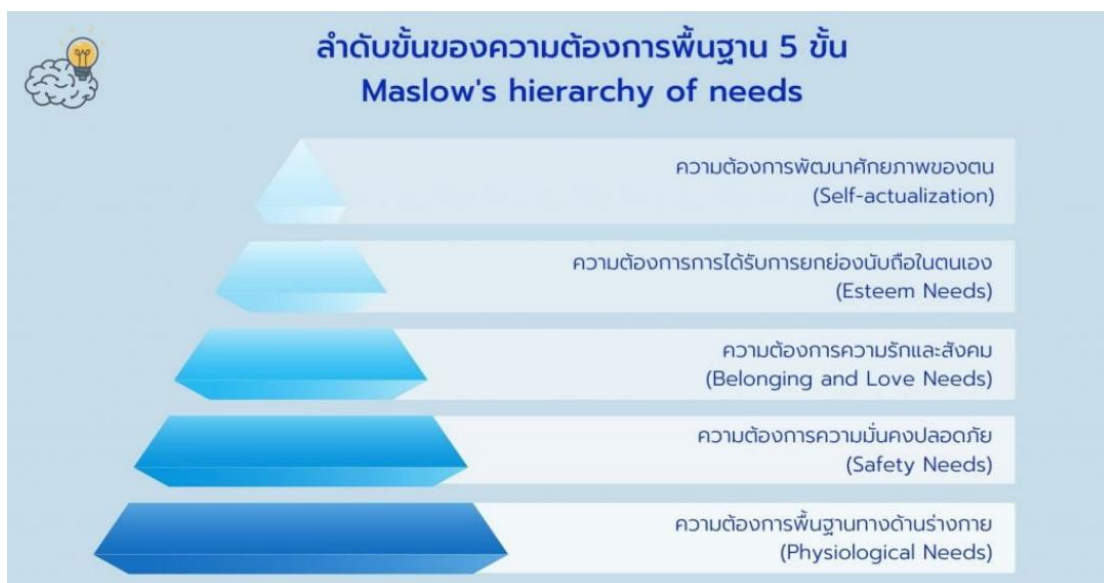 ลำดับขั้นของความต้องการพื้นฐาน 5 ขั้น
Maslow's hierarchy of needs
ความต้องการพัฒนาศักยภาพของตน
(Self-actualization)
ความต้องการการได้รับการยกย่องนับถือในตนเอง
(Esteem Needs)
ความต้องการความรักและสังคม
(Belonging and Love Needs)
ความต้องการความมั่นคงปลอดภัย
(Safety Needs)
ความต้องการพื้นฐานทางด้านร่างกาย
(Physiological Needs)